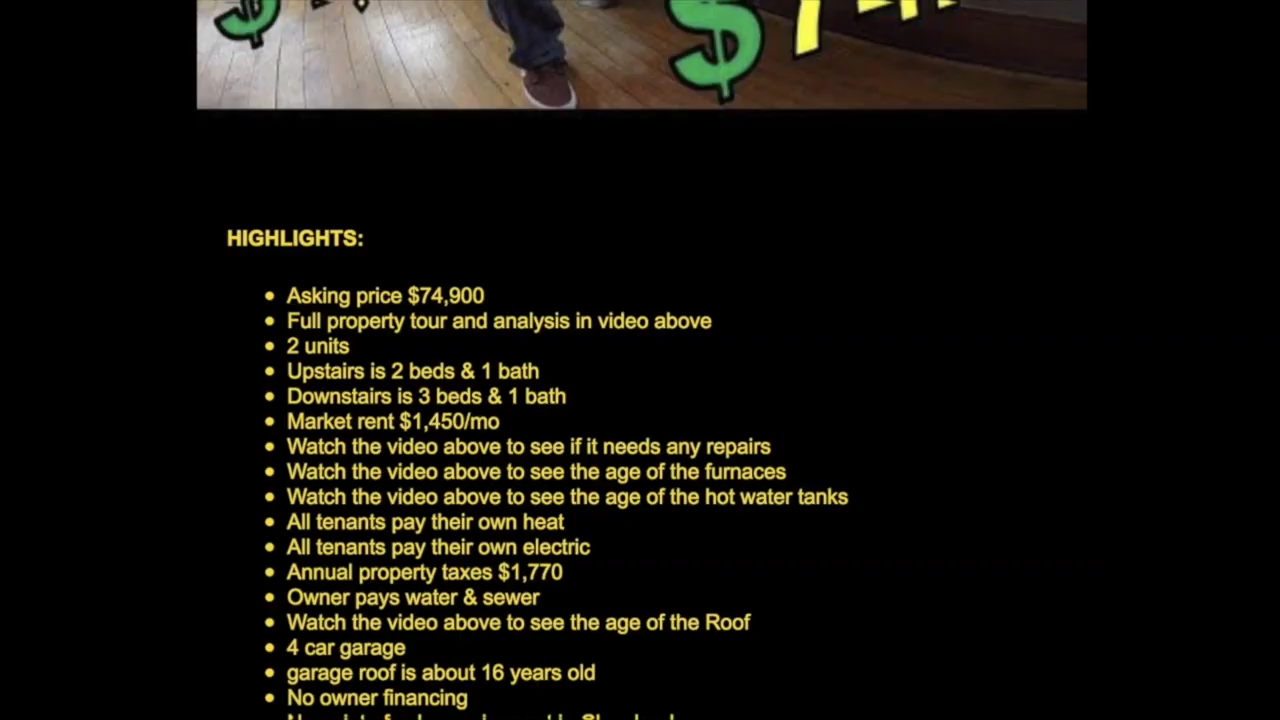 HIGHLIGHTS:
• Asking price $74,900
• Full property tour and analysis in video above
• 2 units
• Upstairs is 2 beds & 1 bath
• Downstairs is 3 beds & 1 bath
• Market rent $1,450/mo
• Watch the video above to see if it needs any repairs
• Watch the video above to see the age of the furnaces
• Watch the video above to see the age of the hot water tanks
• All tenants pay their own heat
• All tenants pay their own electric
• Annual property taxes $1,770
• Owner pays water & sewer
• Watch the video above to see the age of the Roof
• 4 car garage
• garage roof is about 16 years old
• No owner financing